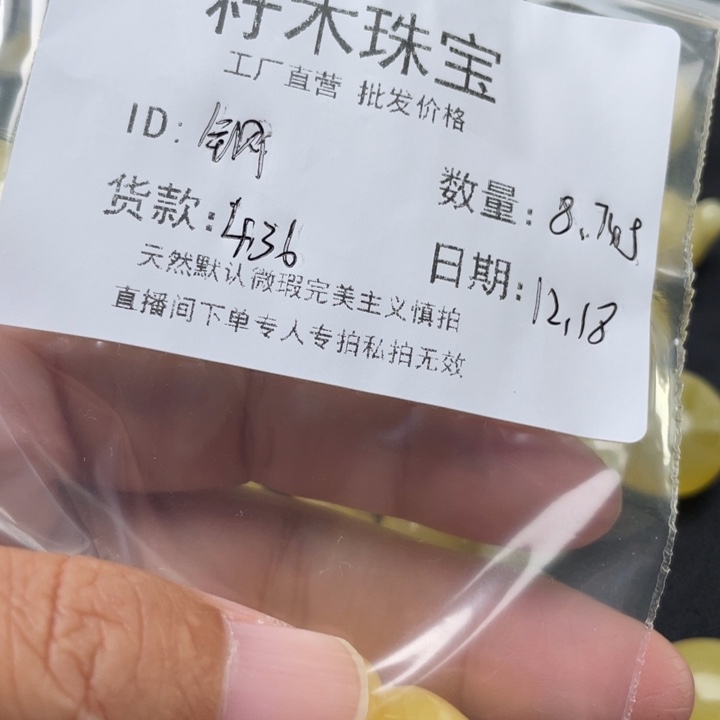 木珠宝
工厂直营 批发价格
ID:
数量:
货款:436
日期:12.18
天然默认微瑕完美主义慎拍
直播间下单专人专拍私拍无效